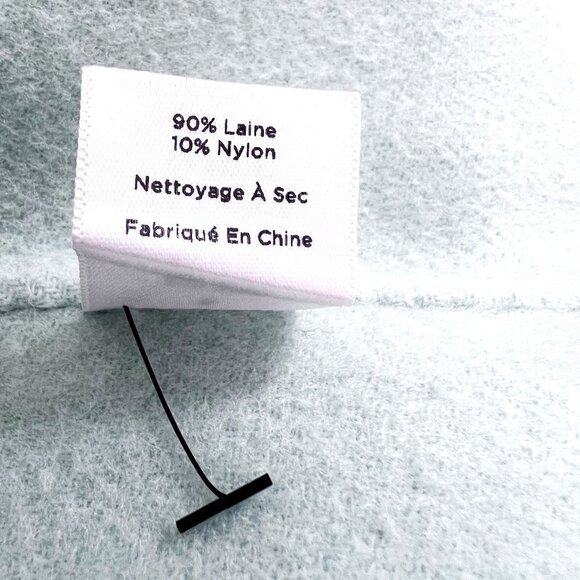 90% Laine
10% Nylon
Nettoyage À Sec
Fabriqué En Chine